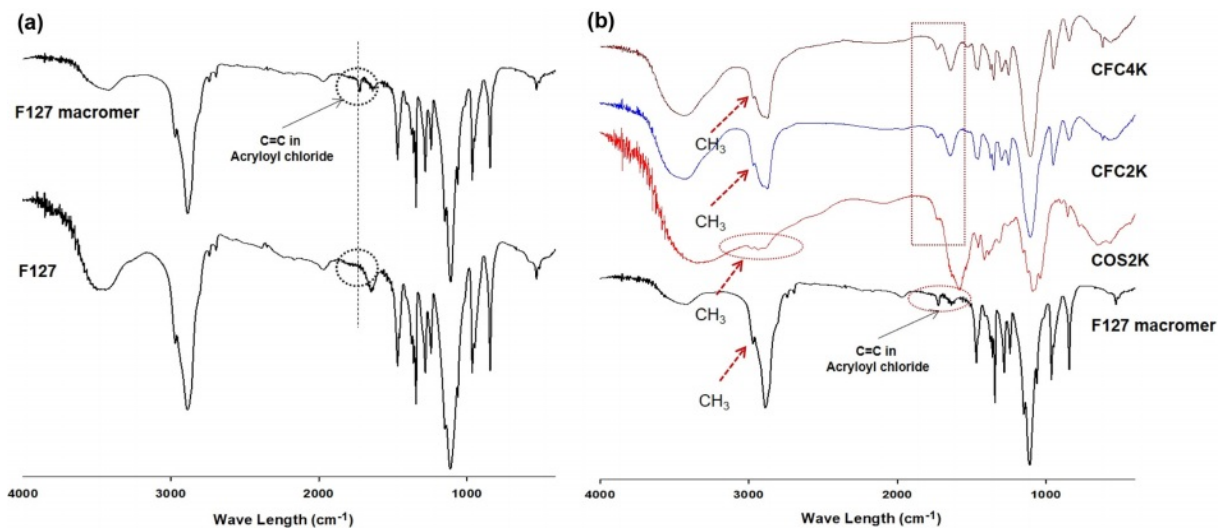 (a)
F127 macromer
C=C in
Acryloyl chloride
F127
4000
3000
2000
1000
Wave Length (cm-1)
(b)
CFC4K
CH3
CFC2K
CH3
COS2K
CH3
F127 macromer
C=C in
Acryloyl chloride
CH3
4000
3000
2000
1000
Wave Length (cm-1)